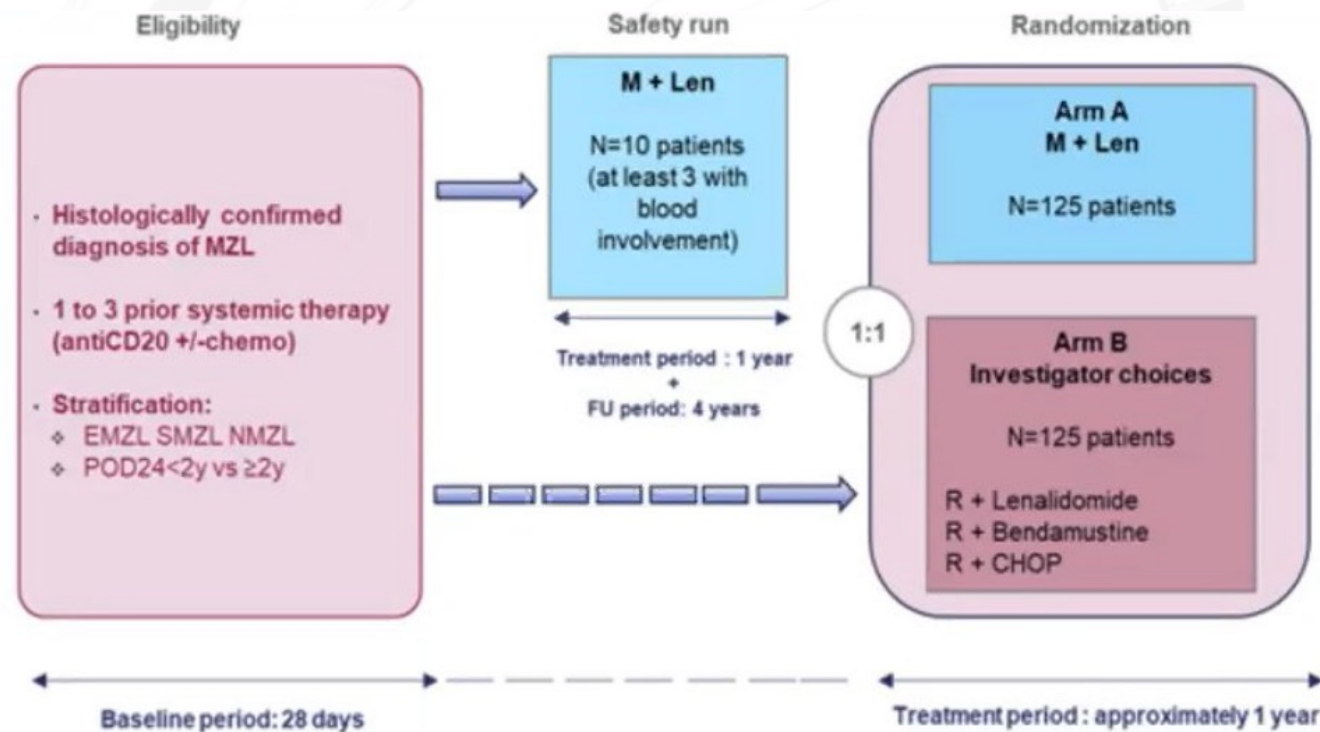 Eligibility
Safety run
Randomization
· Histologically confirmed
diagnosis of MZL
· 1 to 3 prior systemic therapy
(antiCD20 +/-chemo)
· Stratification:
❖ EMZL SMZL NMZL
❖ POD24<2y vs ≥2y
M + Len
N=10 patients
(at least 3 with
blood
involvement)
Treatment period : 1 year
+
FU period: 4 years
1:1
Arm A
M + Len
N=125 patients
Arm B
Investigator choices
N=125 patients
R + Lenalidomide
R + Bendamustine
R + CHOP
Baseline period: 28 days
Treatment period : approximately 1 year